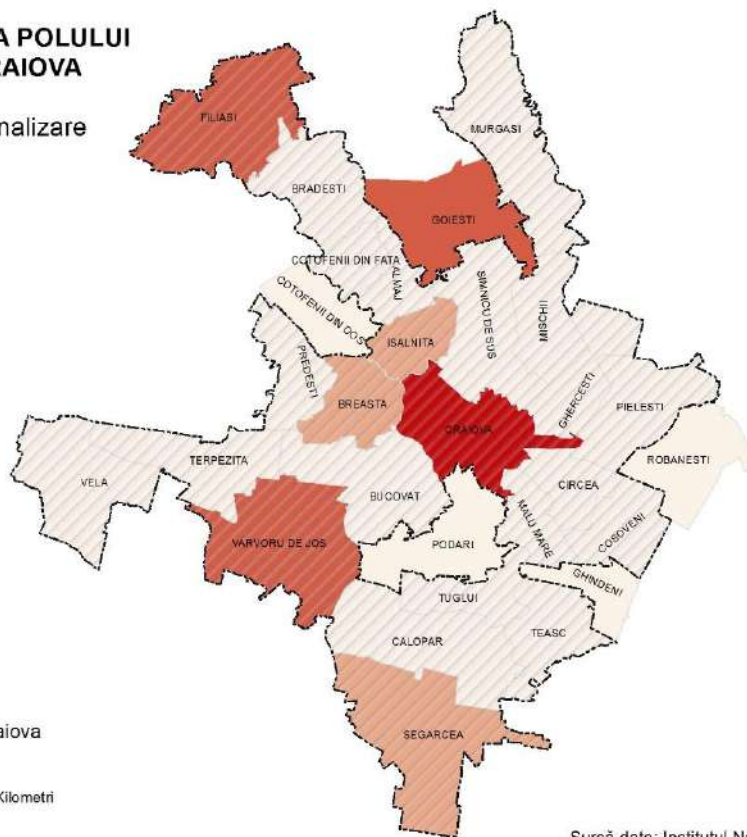 A POLULUI
RAIOVA
nalizare
FILIASI
MURGASI
BRADESTI
GOIESTI
COTOFENII DIN FATA
ALMAJ
COTOFENII DIN DOS
SIMNICU DE SUS
MISCHII
ISALNITA
PREDESTI
GHERCESTI
BREASTA
PIELESTI
CRAIOVA
ROBANESTI
TERPEZITA
VELA
BUCOVAT
CIRCEA
MALU MARE
COSOVENI
VARVORU DE JOS
PODARI
GHINDENI
TUGLUI
CALOPAR
TEASC
SEGARCEA
aiova
Kilometri
Sursă date: Institutul N